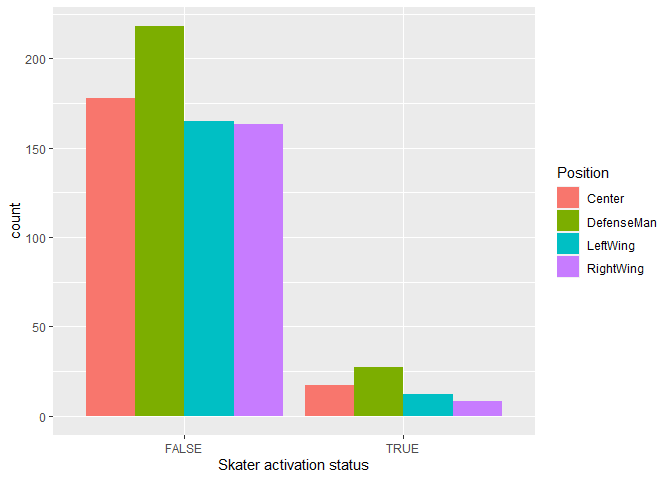 200
150
100
50
0
count
FALSE
TRUE
Skater activation status
Position
Center
DefenseMan
LeftWing
RightWing